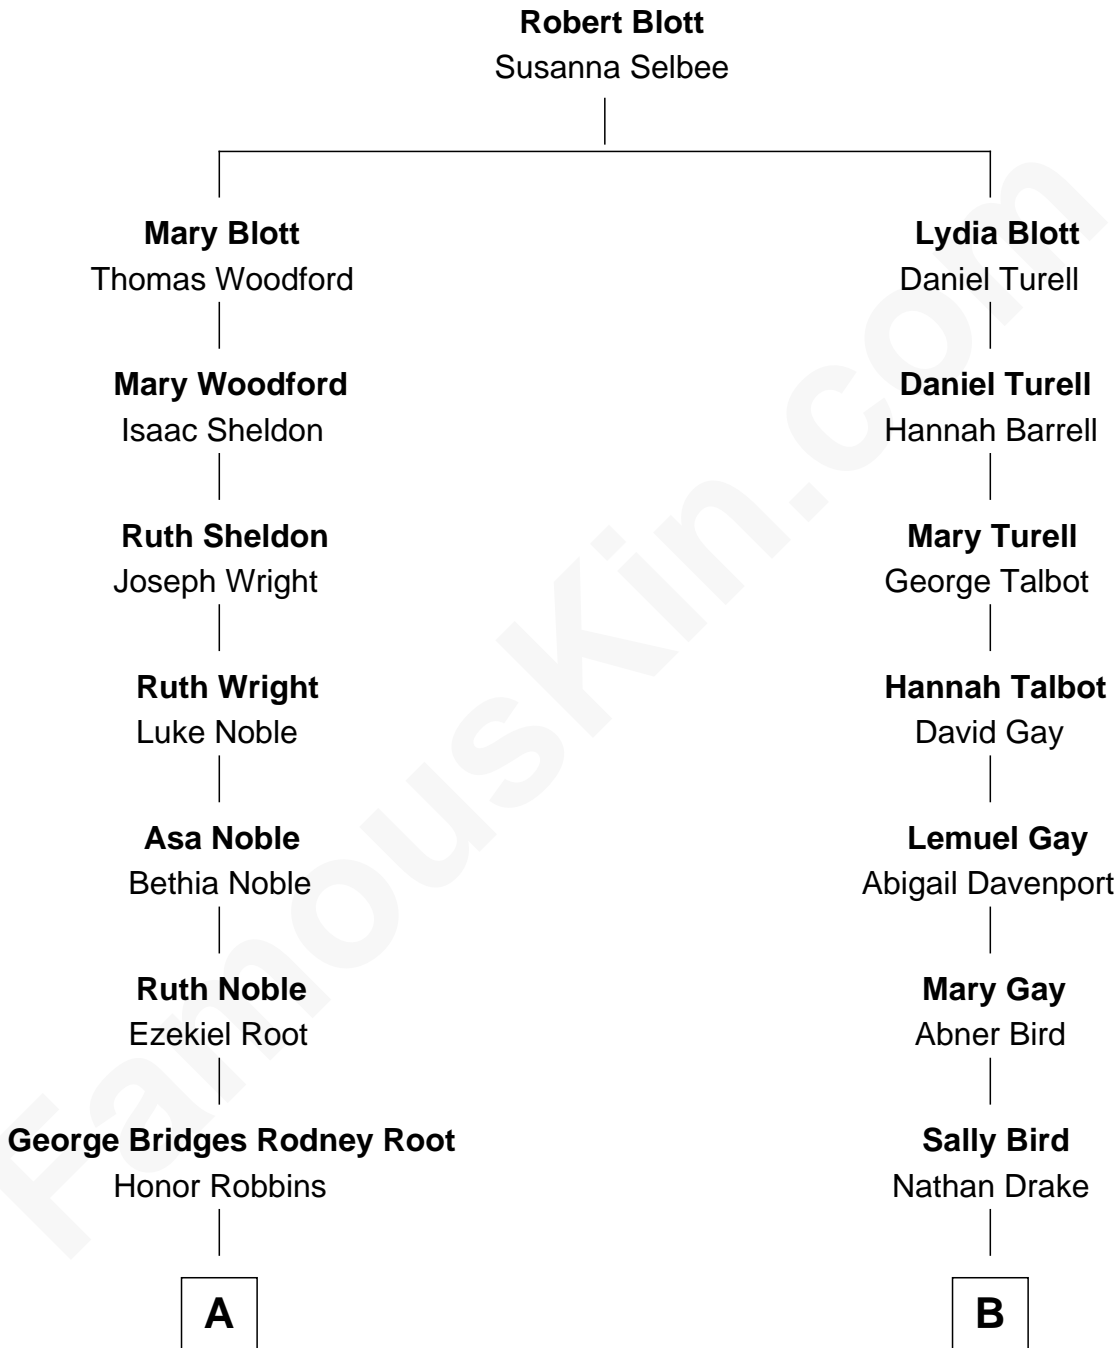 Robert Blott
Susanna Selbee
Mary Blott
Thomas Woodford
Lydia Blott
Daniel Turell
Mary Woodford
Isaac Sheldon
Daniel Turell
Hannah Barrell
Ruth Sheldon
Joseph Wright
Mary Turell
George Talbot
Ruth Wright
Luke Noble
Hannah Talbot
David Gay
Asa Noble
Bethia Noble
Lemuel Gay
Abigail Davenport
Ruth Noble
Ezekiel Root
Mary Gay
Abner Bird
George Bridges Rodney Root
Honor Robbins
Sally Bird
Nathan Drake
A
B
FamousKin.com